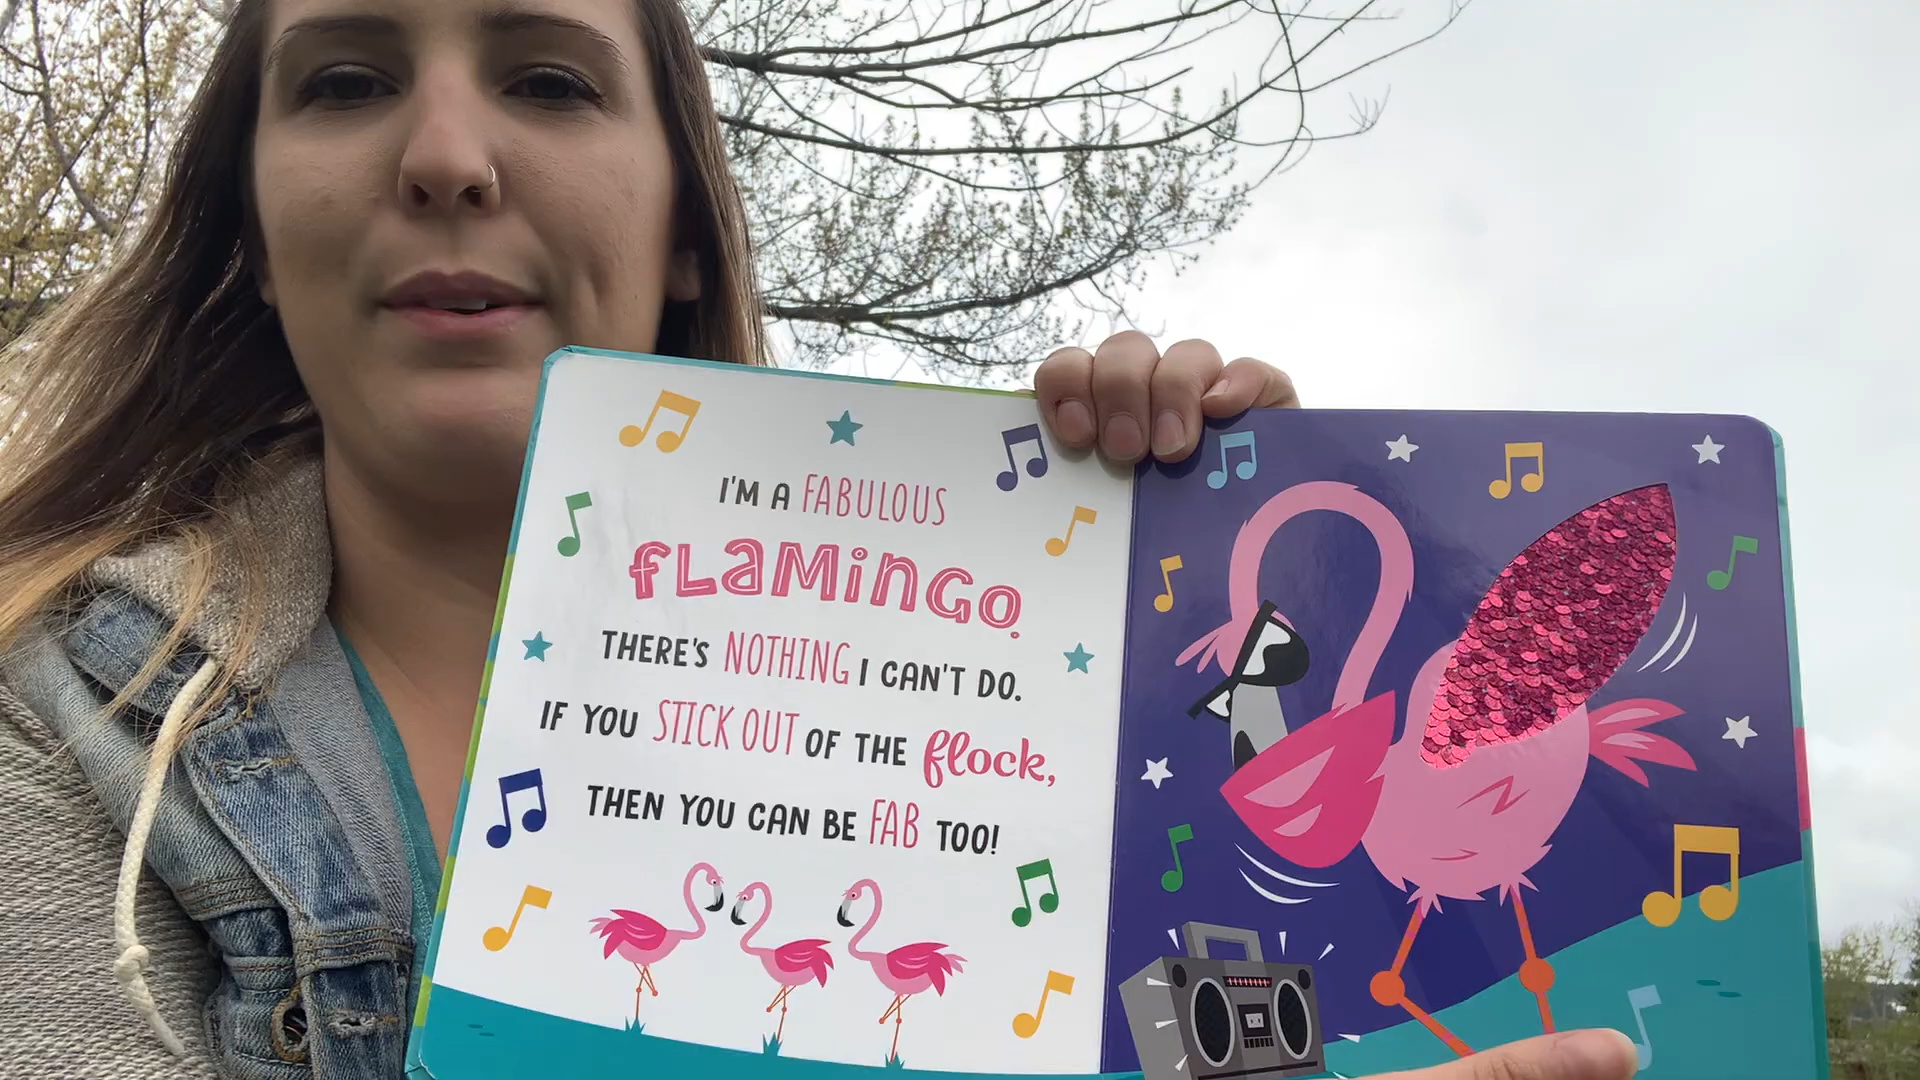 I'M A FABULOUS
FLAMINGO.
THERE'S NOTHING I CAN'T DO.
IF YOU STICK OUT OF THE flock,
THEN YOU CAN BE FAB TOO!